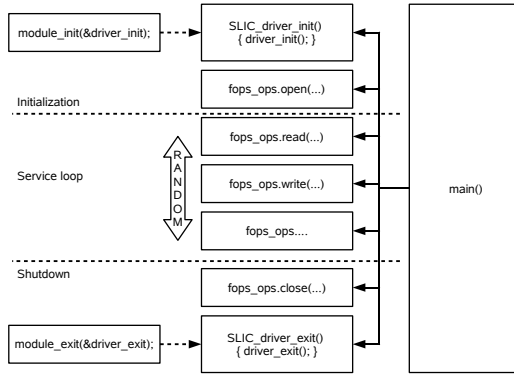 module_init(&driver_init);
SLIC_driver_init()
{ driver_init(); }
fops_ops.open(...)
Initialization
fops_ops.read(...)
Service loop
RANDOM
fops_ops.write(...)
main()
fops_ops....
Shutdown
fops_ops.close(...)
module_exit(&driver_exit);
SLIC_driver_exit()
{ driver_exit(); }